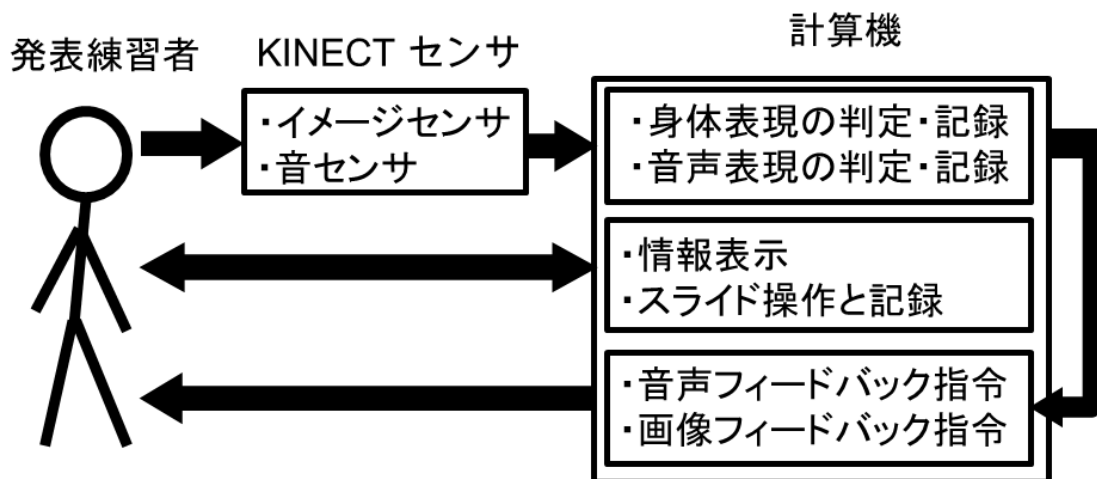 発表練習者
KINECT センサ
計算機
・イメージセンサ
・音センサ
・身体表現の判定・記録
・音声表現の判定・記録
・情報表示
・スライド操作と記録
・音声フィードバック指令
・画像フィードバック指令